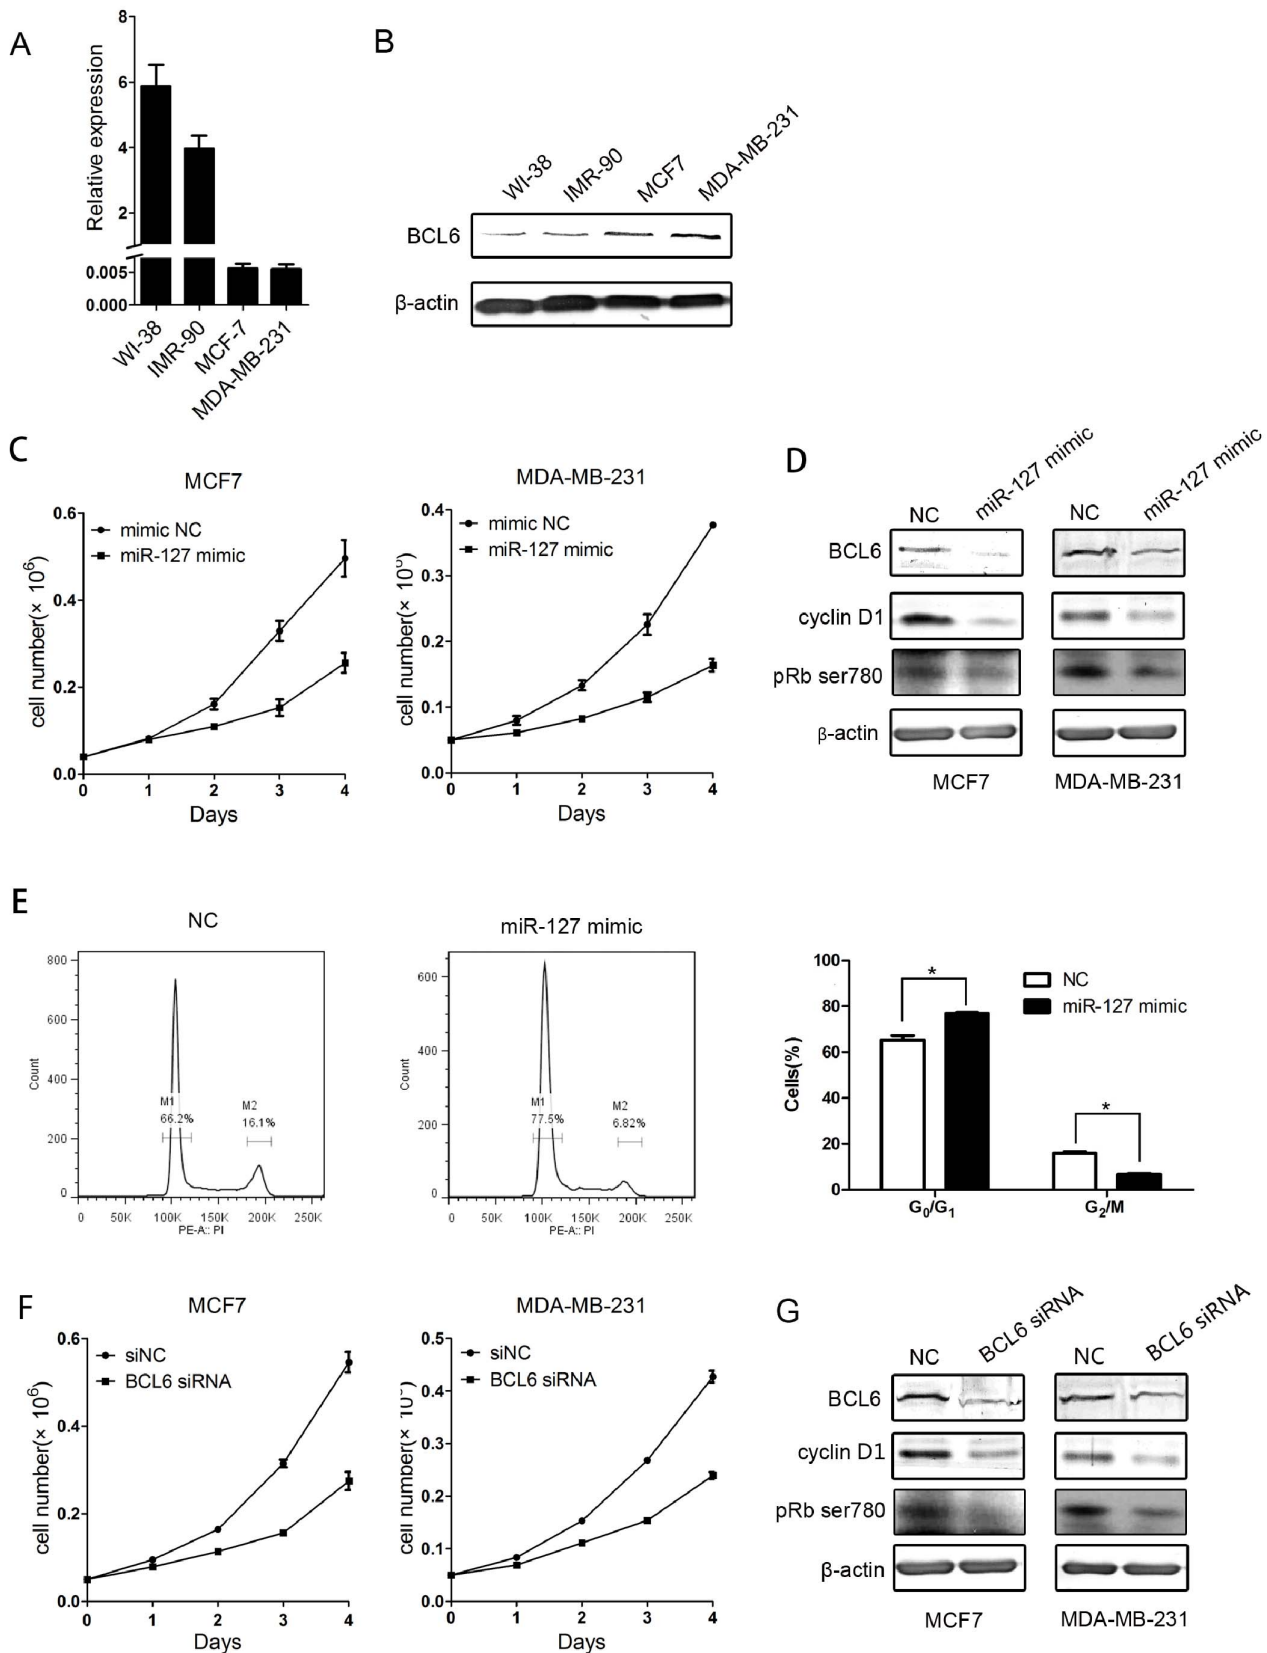 A
Relative expression
8
6
4
2
0.005
0.000
WI-38
IMR-90
MCF-7
MDA-MB-231
B
WI-38
IMR-90
MCF7
MDA-MB-231
BCL6
β-actin
C
MCF7
cell number(× 10⁶)
0.6
0.4
0.2
0.0
mimic NC
miR-127 mimic
0 1 2 3 4
Days
MDA-MB-231
cell number(× 10
0.4
0.3
0.2
0.1
0.0
mimic NC
miR-127 mimic
0 1 2 3 4
Days
D
NC miR-127 mimic NC miR-127 mimic
BCL6
cyclin D1
pRb ser780
β-actin
MCF7 MDA-MB-231
E
NC
Count
800
600
400
200
0
M1
66.2%
M2
16.1%
0 50K 100K 150K 200K 250K
PE-A:: PI
miR-127 mimic
Count
600
400
200
0
M1
77.5%
M2
6.82%
0 50K 100K 150K 200K 250K
PE-A:: PI
Cells(%)
100
80
60
40
20
0
*
*
NC
miR-127 mimic
G₀/G₁ G₂/M
F
MCF7
cell number(× 10⁶)
0.6
0.4
0.2
0.0
siNC
BCL6 siRNA
0 1 2 3 4
Days
MDA-MB-231
cell number(×
0.5
0.4
0.3
0.2
0.1
0.0
siNC
BCL6 siRNA
0 1 2 3 4
Days
G
NC BCL6 siRNA NC BCL6 siRNA
BCL6
cyclin D1
pRb ser780
β-actin
MCF7 MDA-MB-231